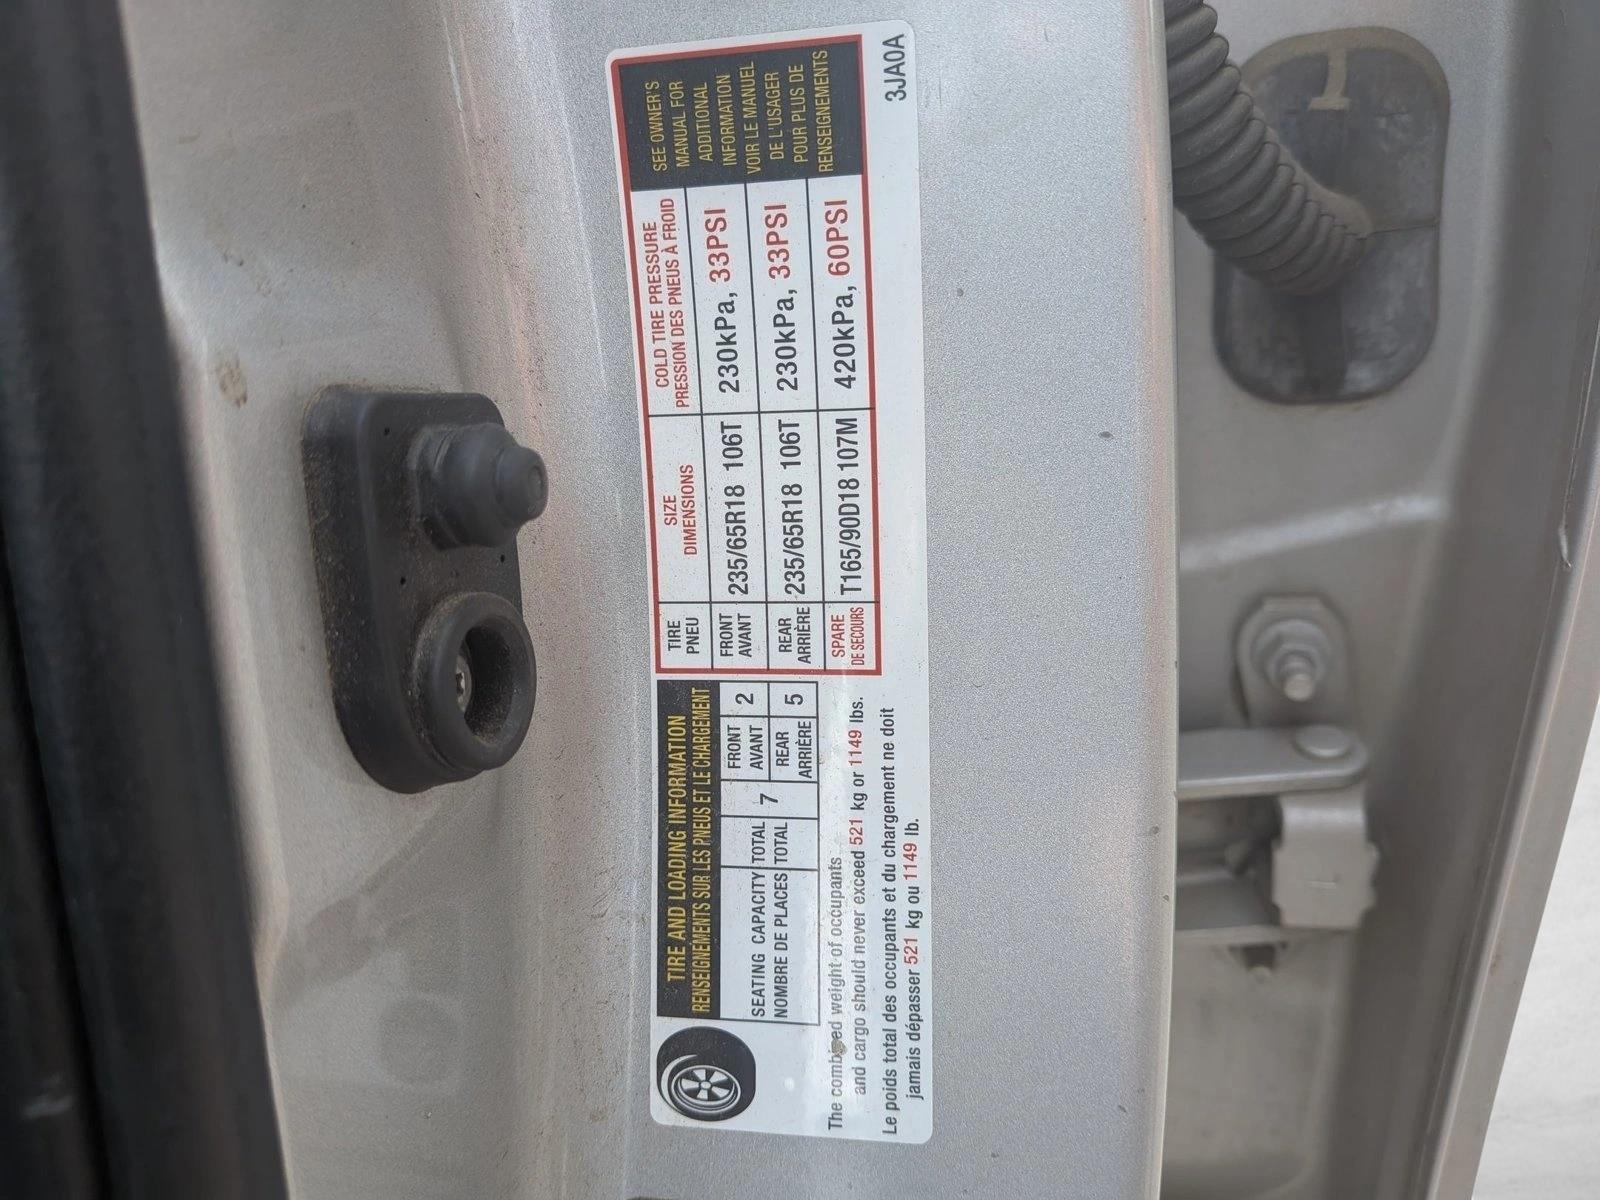 TIRE AND LOADING INFORMATION
RENSEIGNEMENTS SUR LES PNEUS ET LE CHARGEMENT
SEATING CAPACITY TOTAL 7 FRONT AVANT 2
NOMBRE DE PLACES TOTAL REAR ARRIÈRE 5
The combined weight of occupants
and cargo should never exceed 521 kg or 1149 lbs.
Le poids total des occupants et du chargement ne doit
jamais dépasser 521 kg ou 1149 lb.
TIRE
PNEU
SIZE
DIMENSIONS
COLD TIRE PRESSURE
PRESSION DES PNEUS À FROID
FRONT
AVANT
235/65R18 106T
230kPa, 33PSI
REAR
ARRIÈRE
235/65R18 106T
230kPa, 33PSI
SPARE
DE SECOURS
T165/90D18 107M
420kPa, 60PSI
SEE OWNER'S
MANUAL FOR
ADDITIONAL
INFORMATION
VOIR LE MANUEL
DE L'USAGER
POUR PLUS DE
RENSEIGNEMENTS
3JA0A